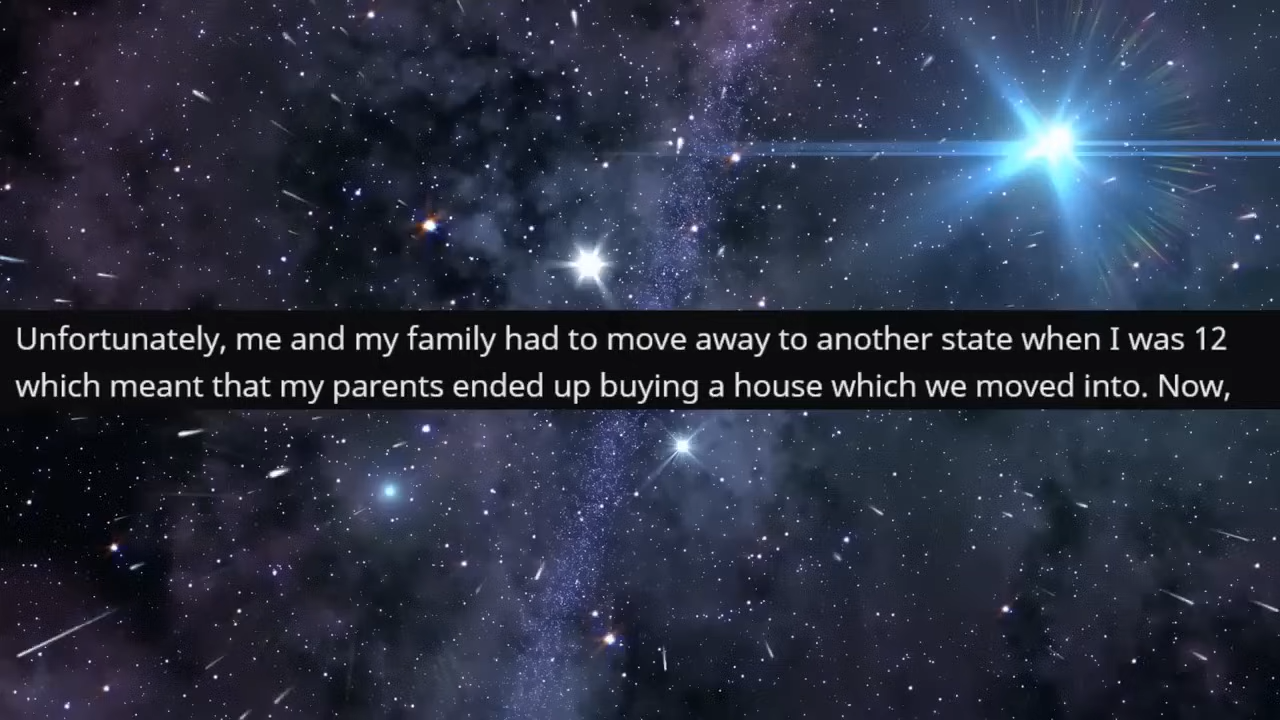 Unfortunately, me and my family had to move away to another state when I was 12
which meant that my parents ended up buying a house which we moved into. Now,